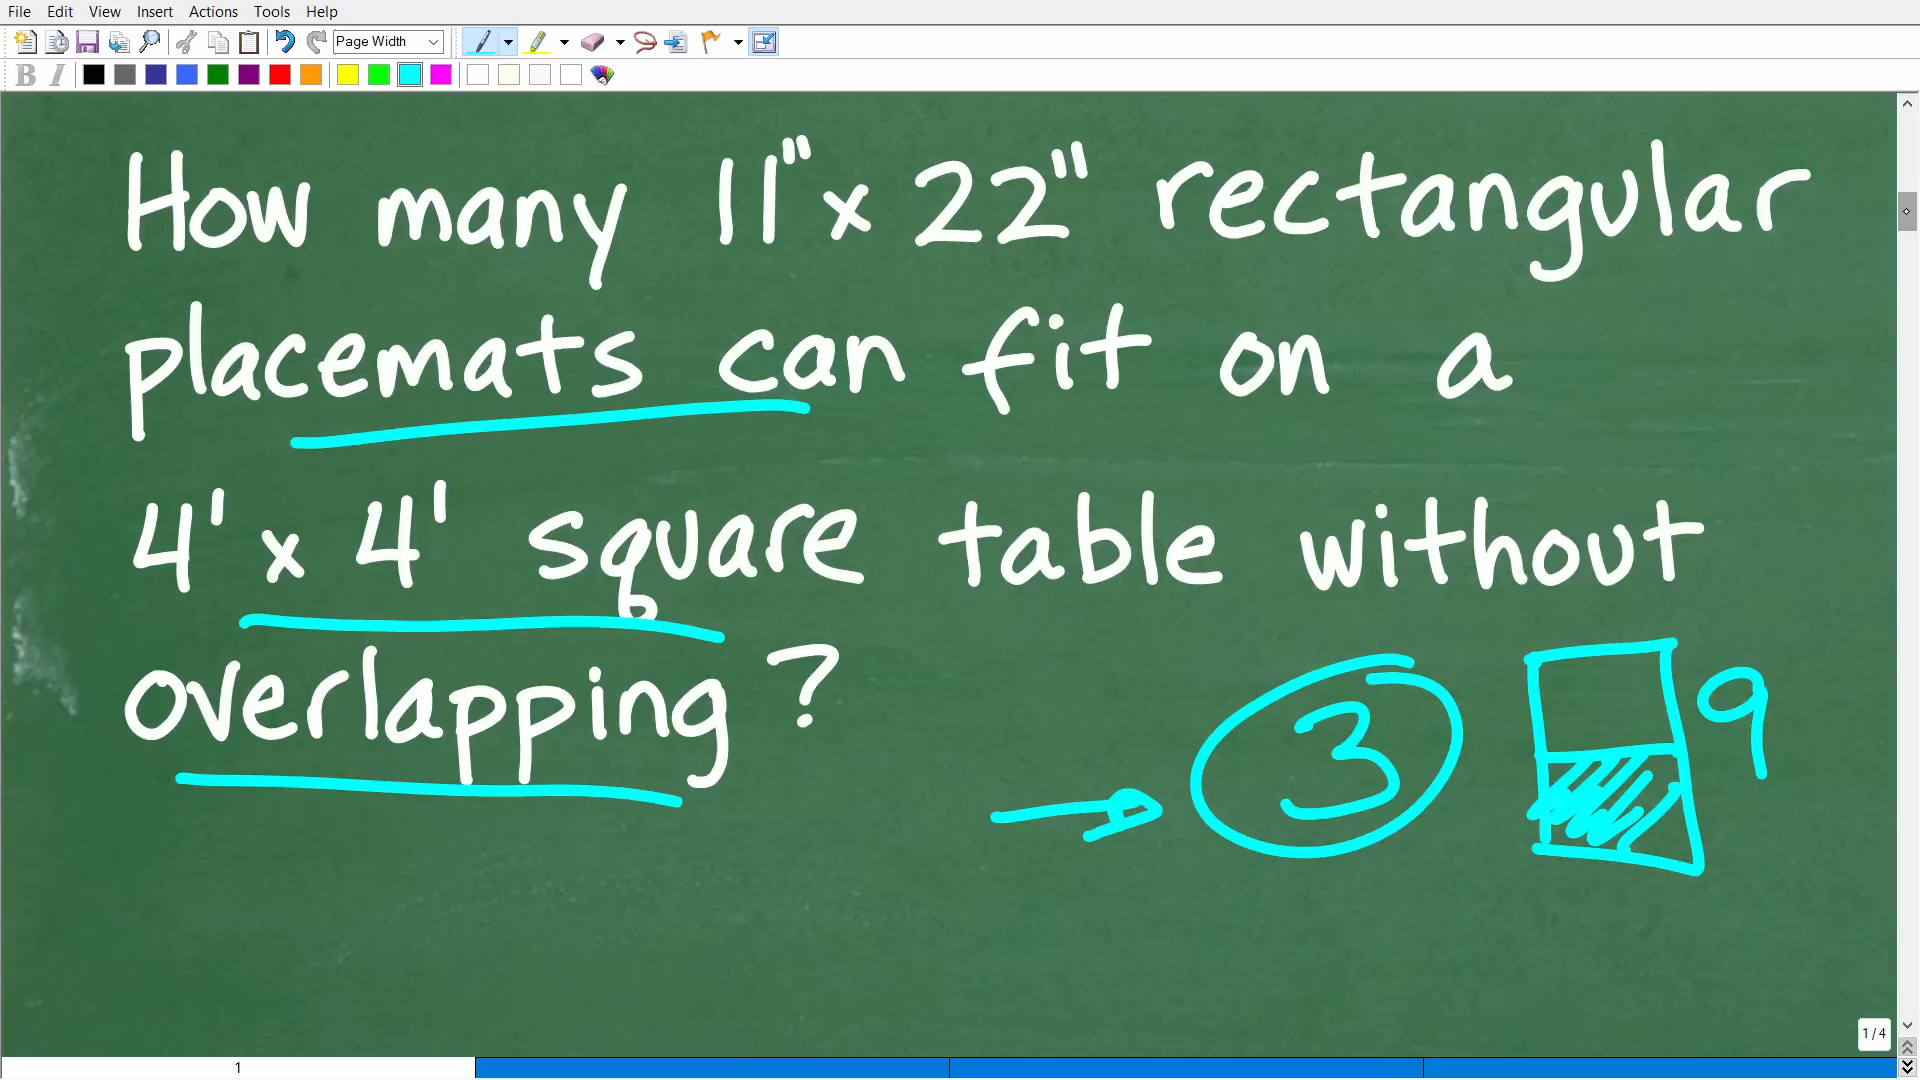 File Edit View Insert Actions Tools Help
Page Width
B I
How many 11" x 22" rectangular
placemats can fit on a
4' x 4' square table without
overlapping?
3
9
1 / 4
1